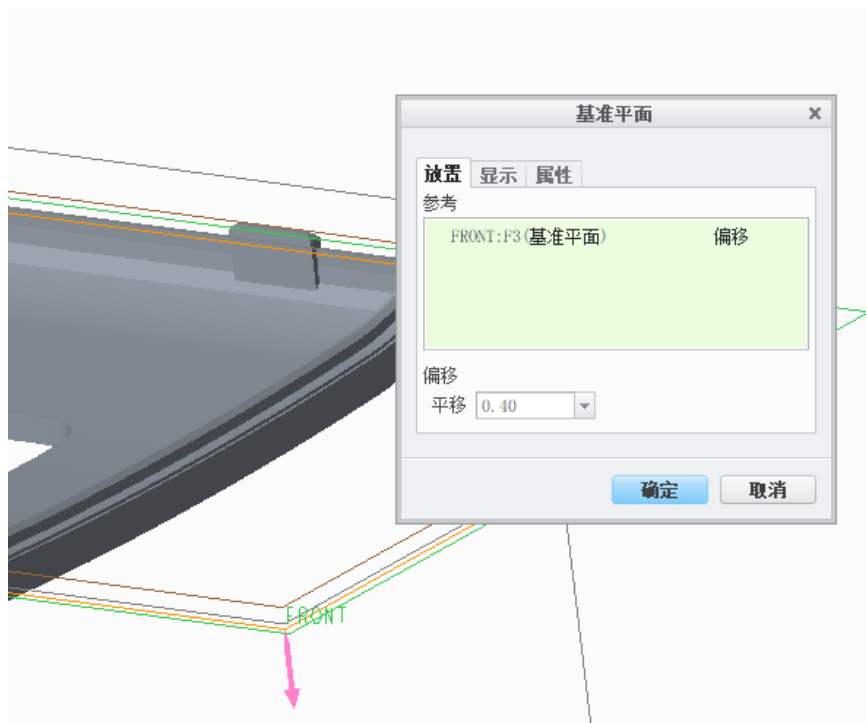 基准平面
放置 显示 属性
参考
FRONT:F3(基准平面) 偏移
偏移
平移 0.40
确定 取消
FRONT